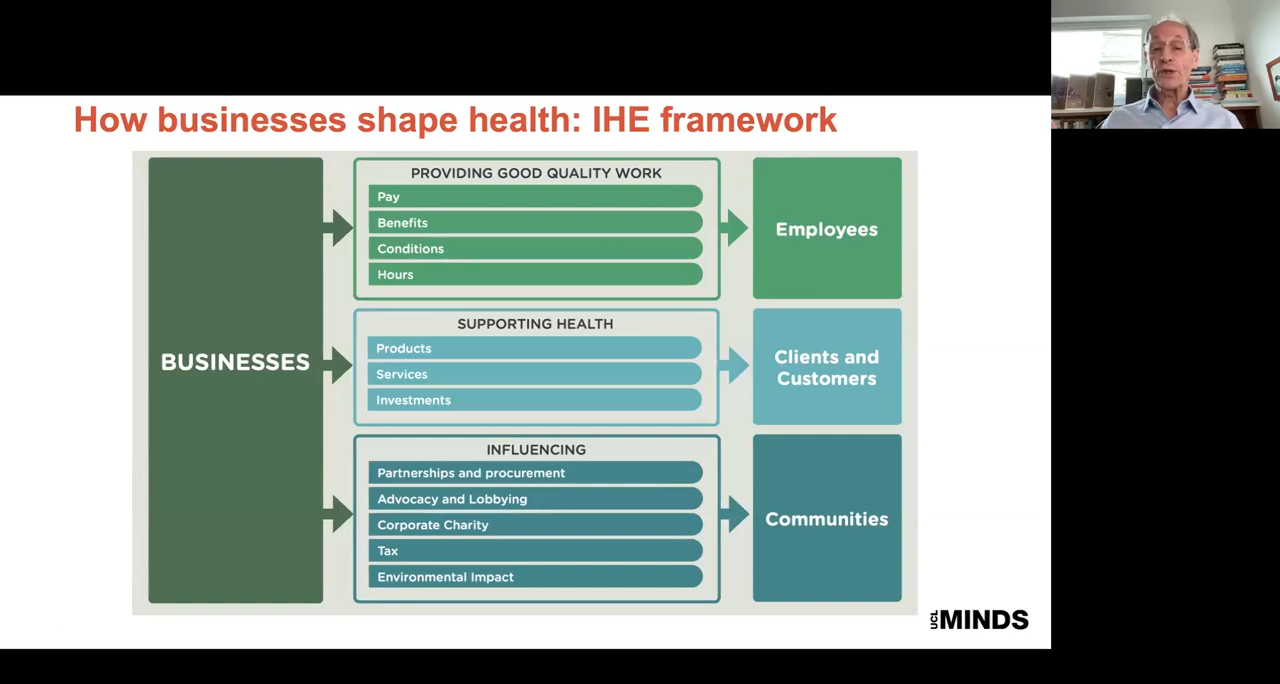 How businesses shape health: IHE framework
BUSINESSES
PROVIDING GOOD QUALITY WORK
Pay
Benefits
Conditions
Hours
Employees
SUPPORTING HEALTH
Products
Services
Investments
Clients and
Customers
INFLUENCING
Partnerships and procurement
Advocacy and Lobbying
Corporate Charity
Tax
Environmental Impact
Communities
UCL MINDS